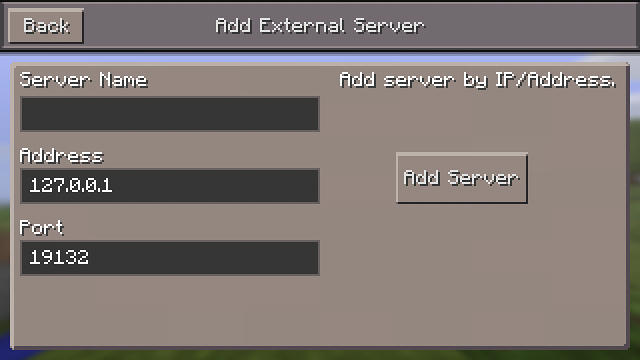 Back
Add External Server
Server Name
Add server by IP/Address.
Address
127.0.0.1
Add Server
Port
19132